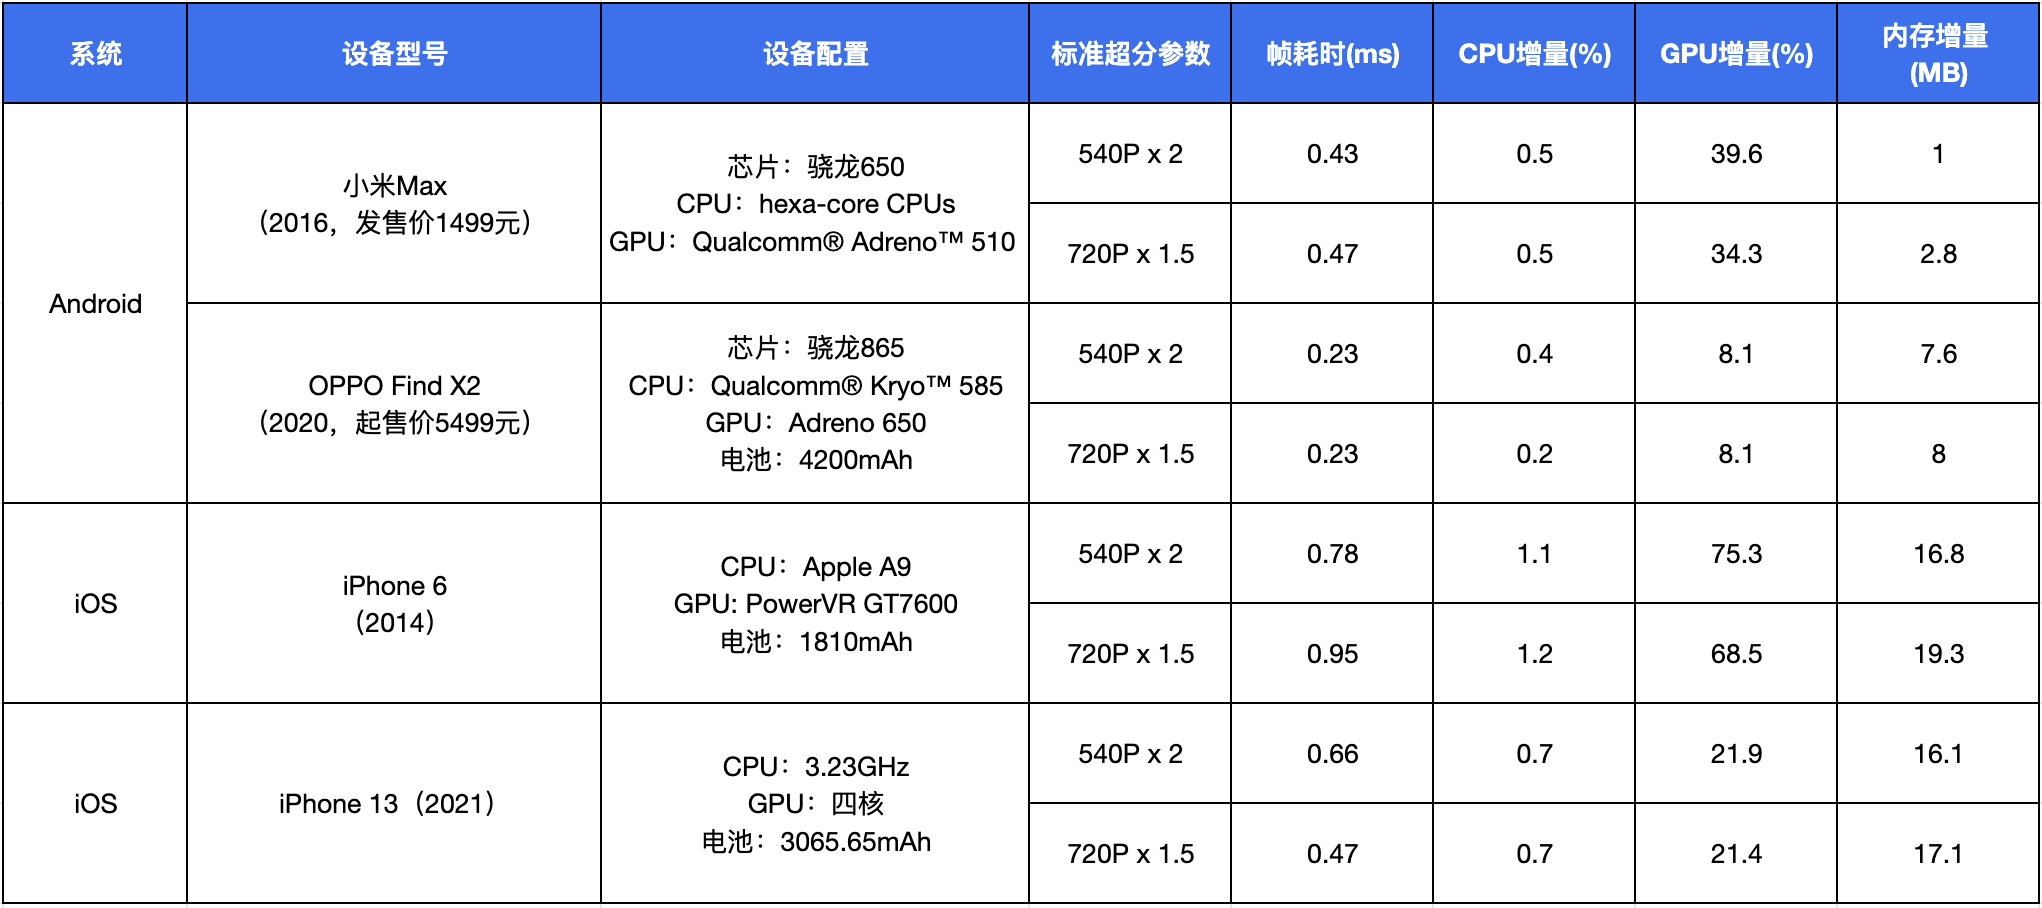 系统
设备型号
设备配置
标准超分参数
帧耗时(ms)
CPU增量(%)
GPU增量(%)
内存增量
(MB)
Android
小米Max
（2016，发售价1499元）
芯片：骁龙650
CPU：hexa-core CPUs
GPU：Qualcomm® Adreno™ 510
540P x 2
0.43
0.5
39.6
1
720P x 1.5
0.47
0.5
34.3
2.8
OPPO Find X2
（2020，起售价5499元）
芯片：骁龙865
CPU：Qualcomm® Kryo™ 585
GPU：Adreno 650
电池：4200mAh
540P x 2
0.23
0.4
8.1
7.6
720P x 1.5
0.23
0.2
8.1
8
iOS
iPhone 6
（2014）
CPU：Apple A9
GPU: PowerVR GT7600
电池：1810mAh
540P x 2
0.78
1.1
75.3
16.8
720P x 1.5
0.95
1.2
68.5
19.3
iOS
iPhone 13（2021）
CPU：3.23GHz
GPU：四核
电池：3065.65mAh
540P x 2
0.66
0.7
21.9
16.1
720P x 1.5
0.47
0.7
21.4
17.1